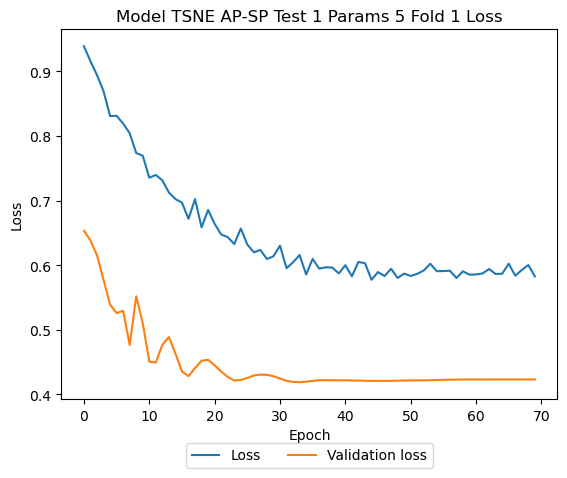 Model TSNE AP-SP Test 1 Params 5 Fold 1 Loss
0.9
0.8
0.7
0.6
0.5
0.4
Loss
0 10 20 30 40 50 60 70
Epoch
Loss Validation loss